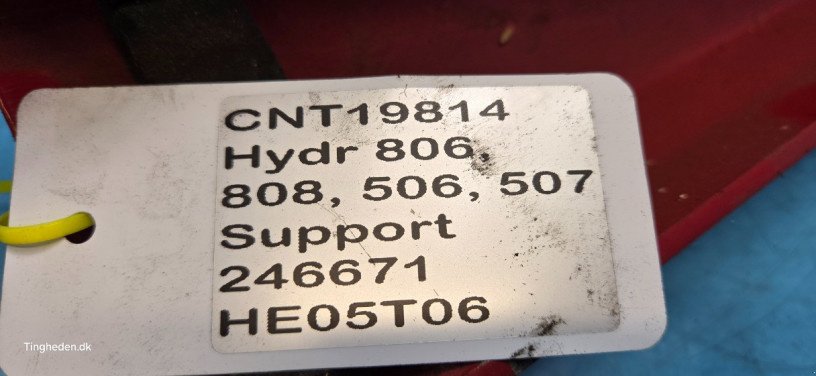 CNT19814
Hydr 806,
808, 506, 507
Support
246671
HE05T06
Tingheden.dk